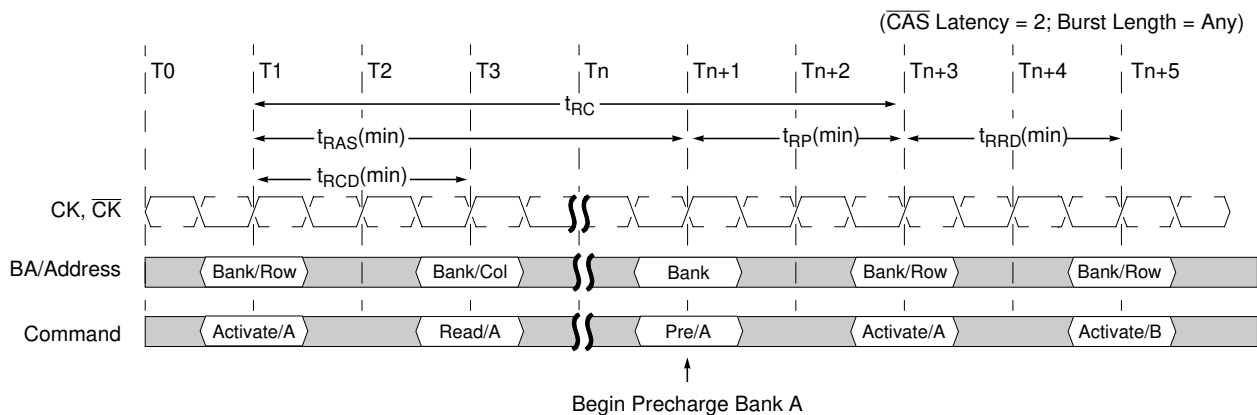 (CAS Latency = 2; Burst Length = Any)
T0 T1 T2 T3 Tn Tn+1 Tn+2 Tn+3 Tn+4 Tn+5
tRC
tRAS(min) tRP(min) tRRD(min)
tRCD(min)
CK, CK
BA/Address Bank/Row Bank/Col Bank Bank/Row Bank/Row
Command Activate/A Read/A Pre/A Activate/A Activate/B
Begin Precharge Bank A